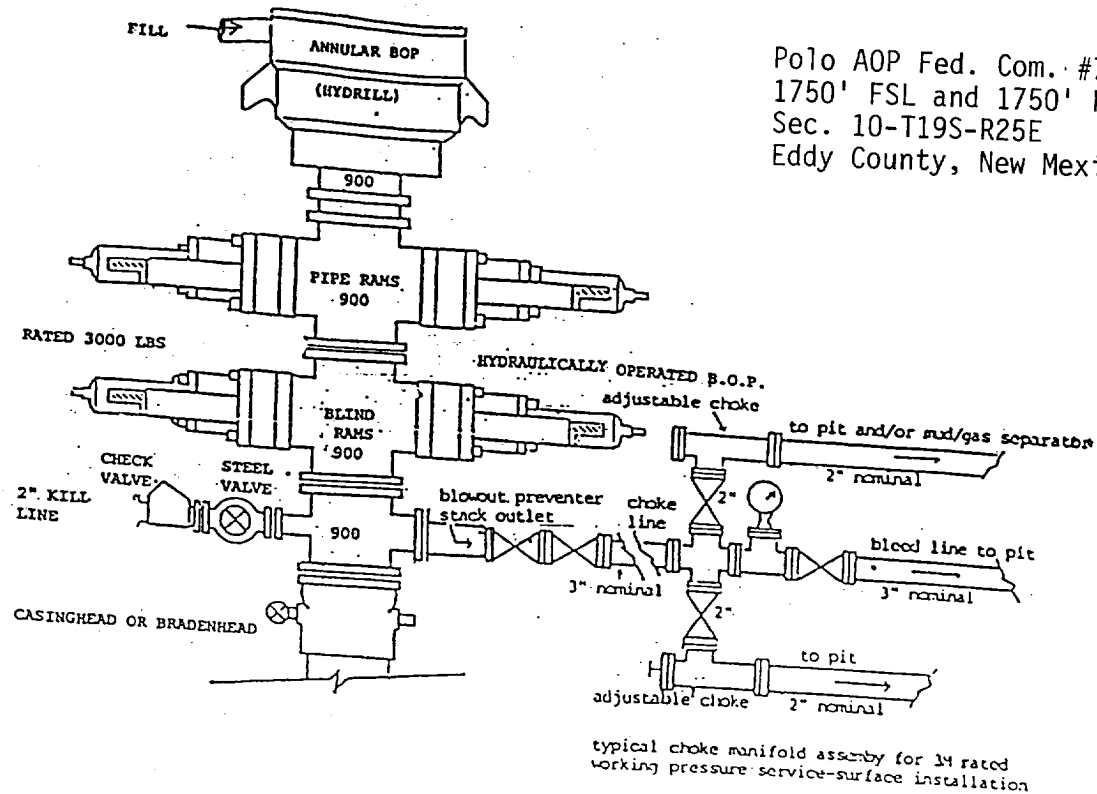 FILL
ANNULAR BOP
(HYDRILL)
Polo AOP Fed. Com.
1750' FSL and 1750'
Sec. 10-T19S-R25E
Eddy County, New
900
PIPE RAMS
900
RATED 3000 LBS
HYDRAULICALLY OPERATED B.O.P.
BLIND
RAMS
900
adjustable choke
to pit and/or mud/gas separator
2" nominal
CHECK
VALVE
STEEL
VALVE
2" KILL
LINE
blowout preventer
stack outlet
choke
line
2"
900
3" nominal
bleed line to pit
3" nominal
2"
CASINGHEAD OR BRADENHEAD
to pit
adjustable choke
2" nominal
typical choke manifold assemby for 3M rated
working pressure service-surface installation